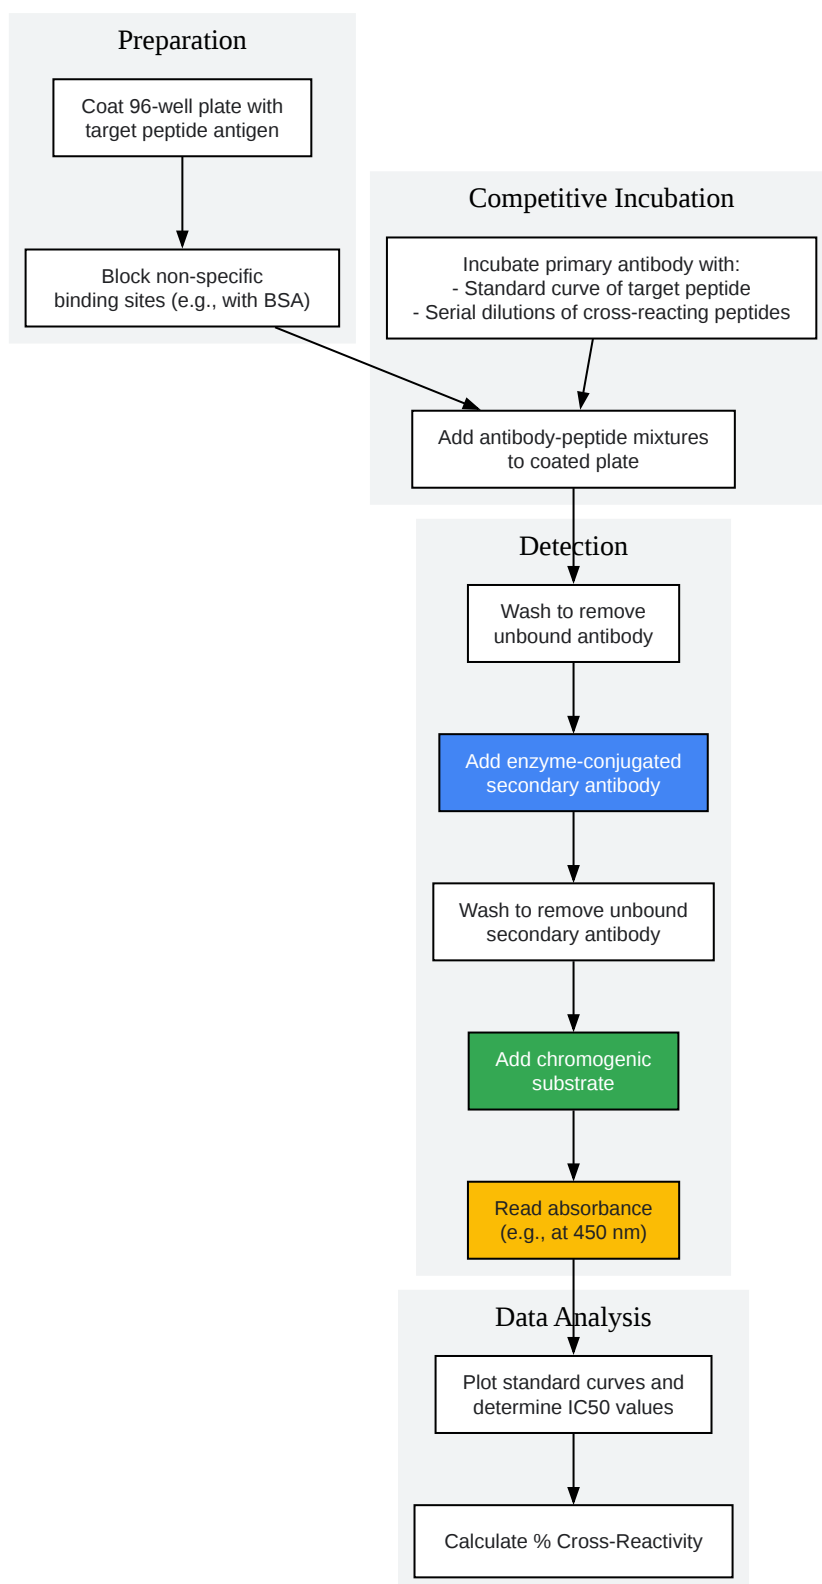 Preparation
Coat 96-well plate with
target peptide antigen
Block non-specific
binding sites (e.g., with BSA)
Competitive Incubation
Incubate primary antibody with:
- Standard curve of target peptide
- Serial dilutions of cross-reacting peptides
Add antibody-peptide mixtures
to coated plate
Detection
Wash to remove
unbound antibody
Add enzyme-conjugated
secondary antibody
Wash to remove unbound
secondary antibody
Add chromogenic
substrate
Read absorbance
(e.g., at 450 nm)
Data Analysis
Plot standard curves and
determine IC50 values
Calculate % Cross-Reactivity